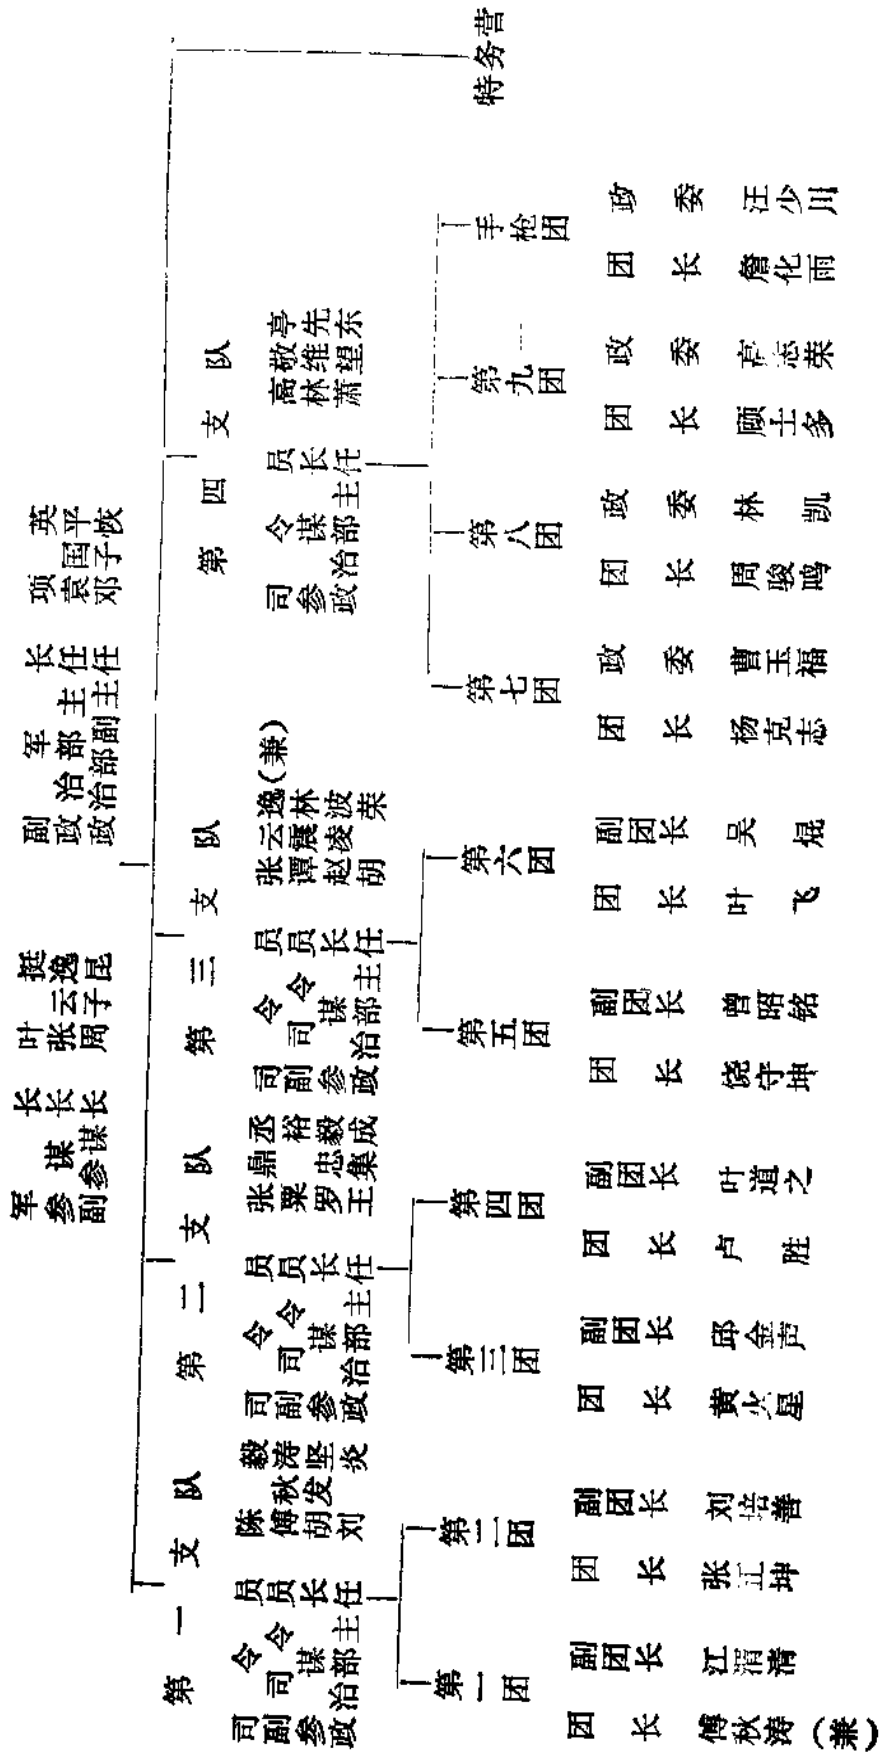 军长 叶挺
参谋长 张云逸
副参谋长 周子昆
副军长 项英
政治部主任 袁国平
政治部副主任 邓子恢
第一支队
司令员 陈毅
副司令员 傅秋涛
参谋长 胡发坚
政治部主任 刘炎
第一团
团长 傅秋涛(兼)
副团长 江渭清
第二团
团长 张正坤
副团长 刘培善
第二支队
司令员 张鼎丞
副司令员 粟裕
参谋长 罗忠毅
政治部主任 王集成
第三团
团长 黄火星
副团长 邱金声
第四团
团长 卢胜
副团长 叶道之
第三支队
司令员 张云逸(兼)
副司令员 谭震林
参谋长 赵凌波
政治部主任 胡荣
第五团
团长 饶守坤
副团长 曾昭铭
第六团
团长 叶飞
副团长 吴焜
第四支队
司令员 高敬亭
参谋长 林维先
政治部主任 萧望东
第七团
团长 杨克志
政委 曹玉福
第八团
团长 周骏鸣
政委 林凯
第九团
团长 顾士多
政委 高志荣
手枪团
团长 詹化雨
政委 汪少川
特务营